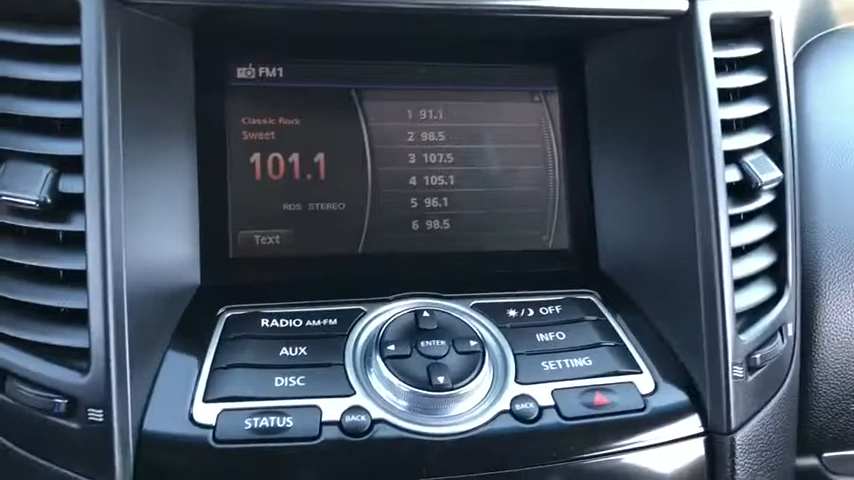 FM1
Classic Rock
Sweet
101.1
RDS STEREO
Text
1 91.1
2 98.5
3 107.5
4 105.1
5 96.1
6 98.5
RADIO AM-FM
AUX
DISC
STATUS
BACK
ENTER
OFF
INFO
SETTING
BACK